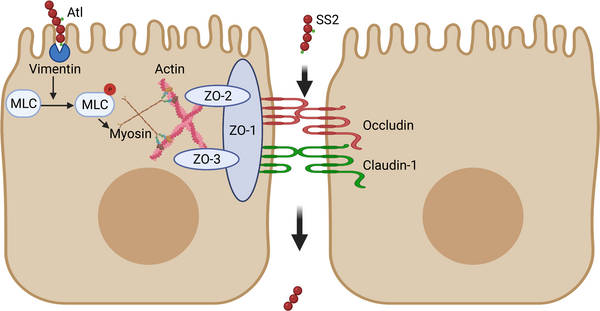 Atl
SS2
Vimentin
Actin
MLC
MLC
P
Myosin
ZO-2
ZO-1
ZO-3
Occludin
Claudin-1